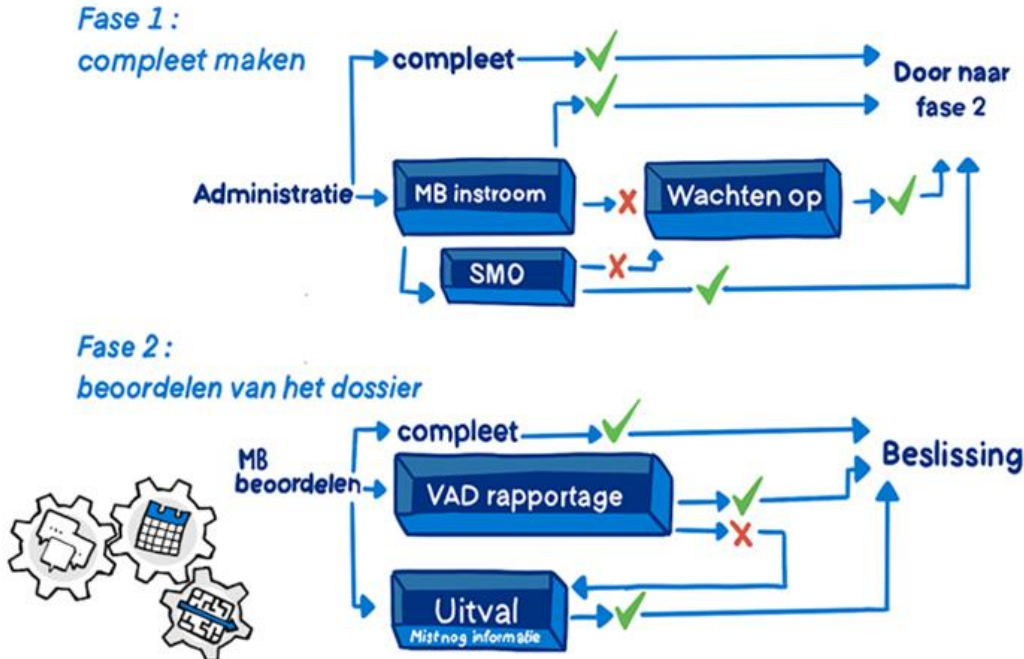 Fase 1:
compleet maken
compleet
Door naar
fase 2
Administratie
MB instroom
Wachten op
SMO
Fase 2:
beoordelen van het dossier
compleet
MB
beoordelen
VAD rapportage
Beslissing
Uitval
Mist nog informatie